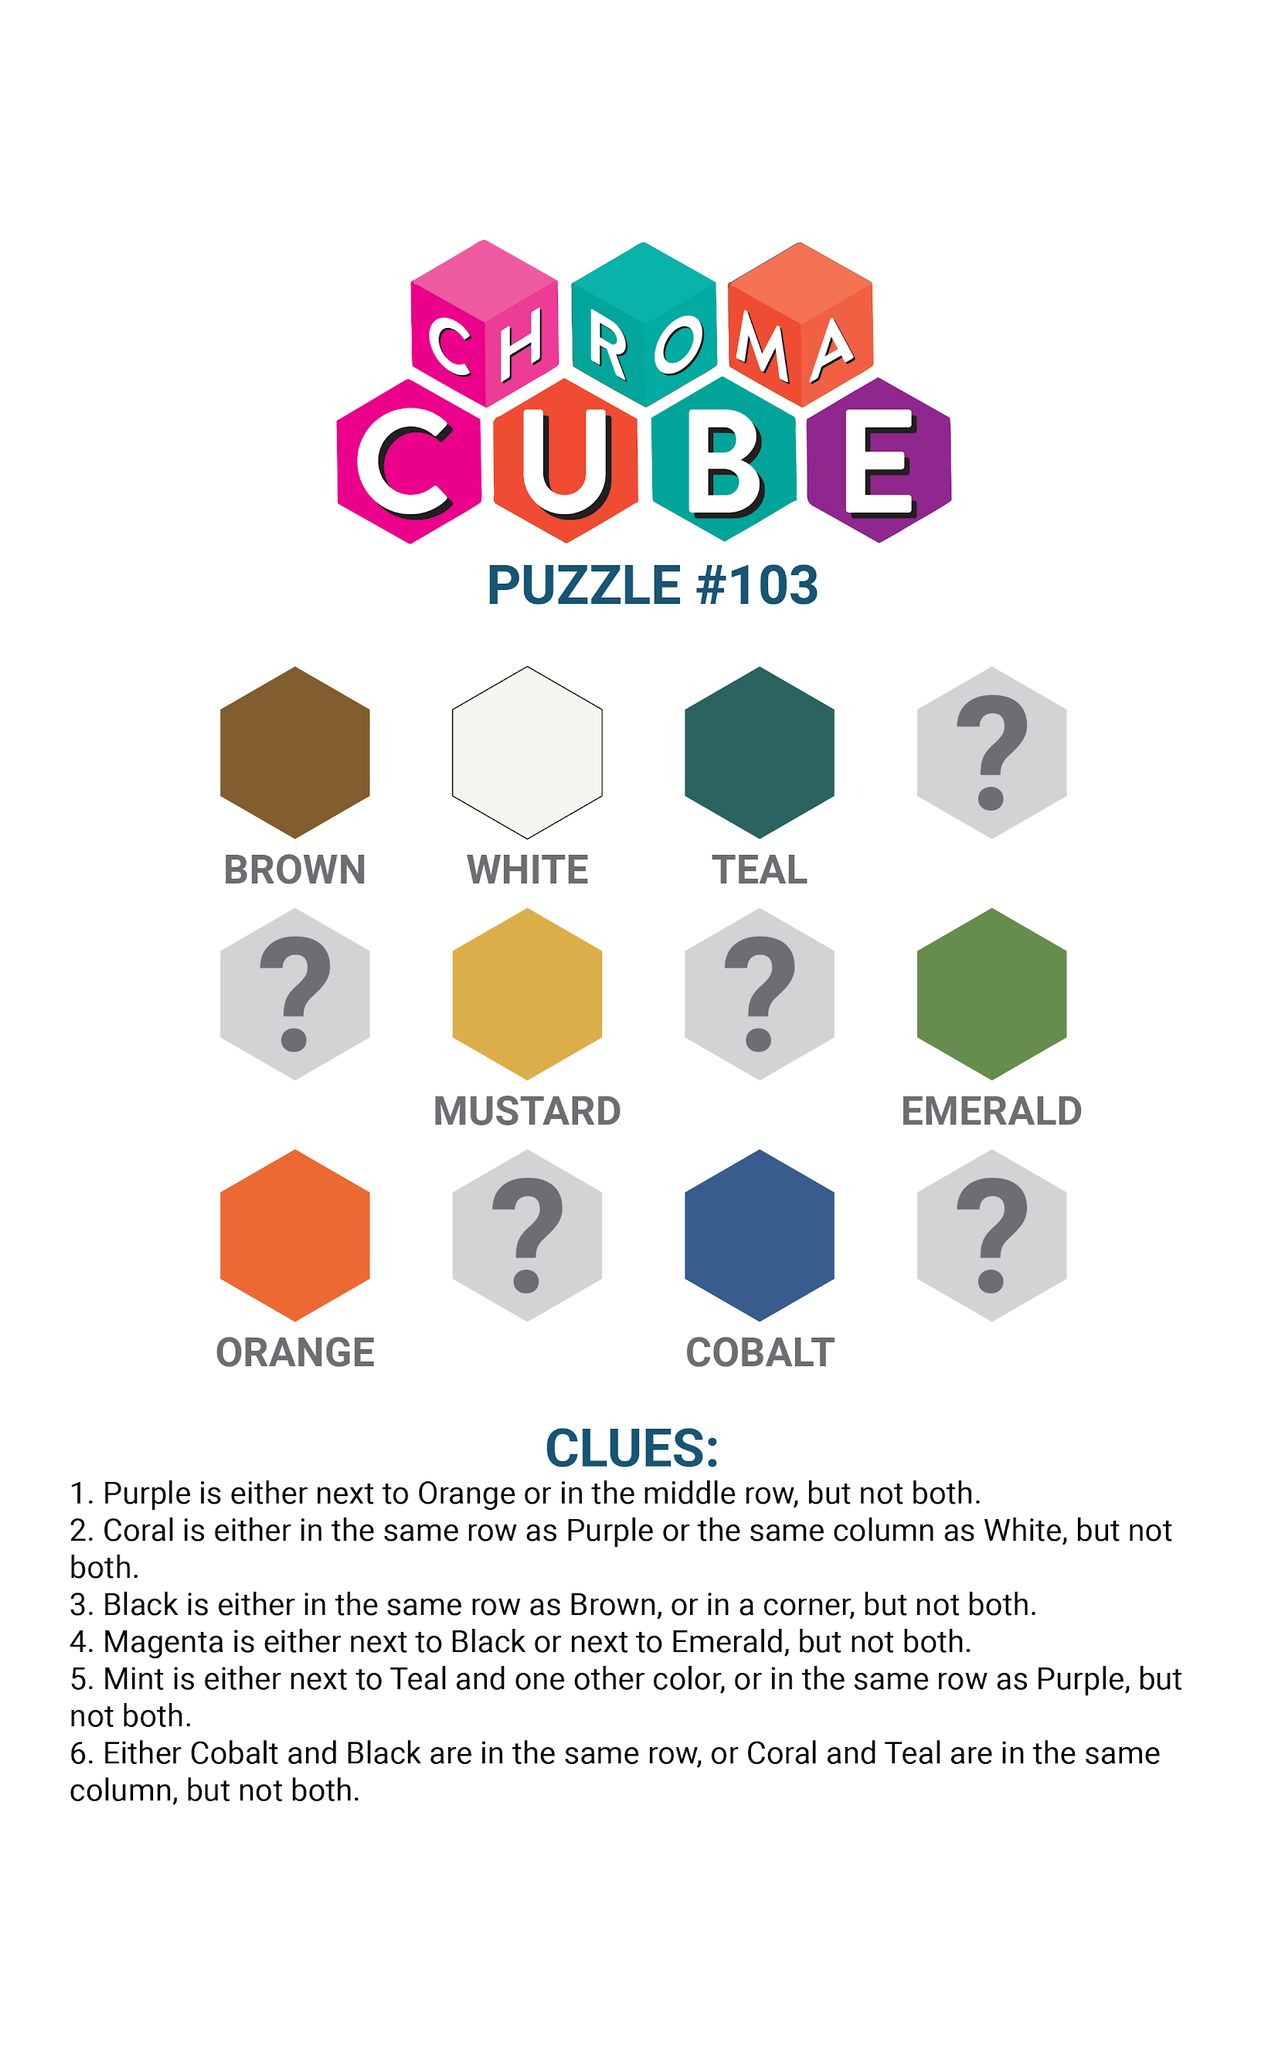 CHROMA
CUBE
PUZZLE #103
?
BROWN WHITE TEAL
? ?
MUSTARD EMERALD
? ?
ORANGE COBALT
CLUES:
1. Purple is either next to Orange or in the middle row, but not both.
2. Coral is either in the same row as Purple or the same column as White, but not
both.
3. Black is either in the same row as Brown, or in a corner, but not both.
4. Magenta is either next to Black or next to Emerald, but not both.
5. Mint is either next to Teal and one other color, or in the same row as Purple, but
not both.
6. Either Cobalt and Black are in the same row, or Coral and Teal are in the same
column, but not both.